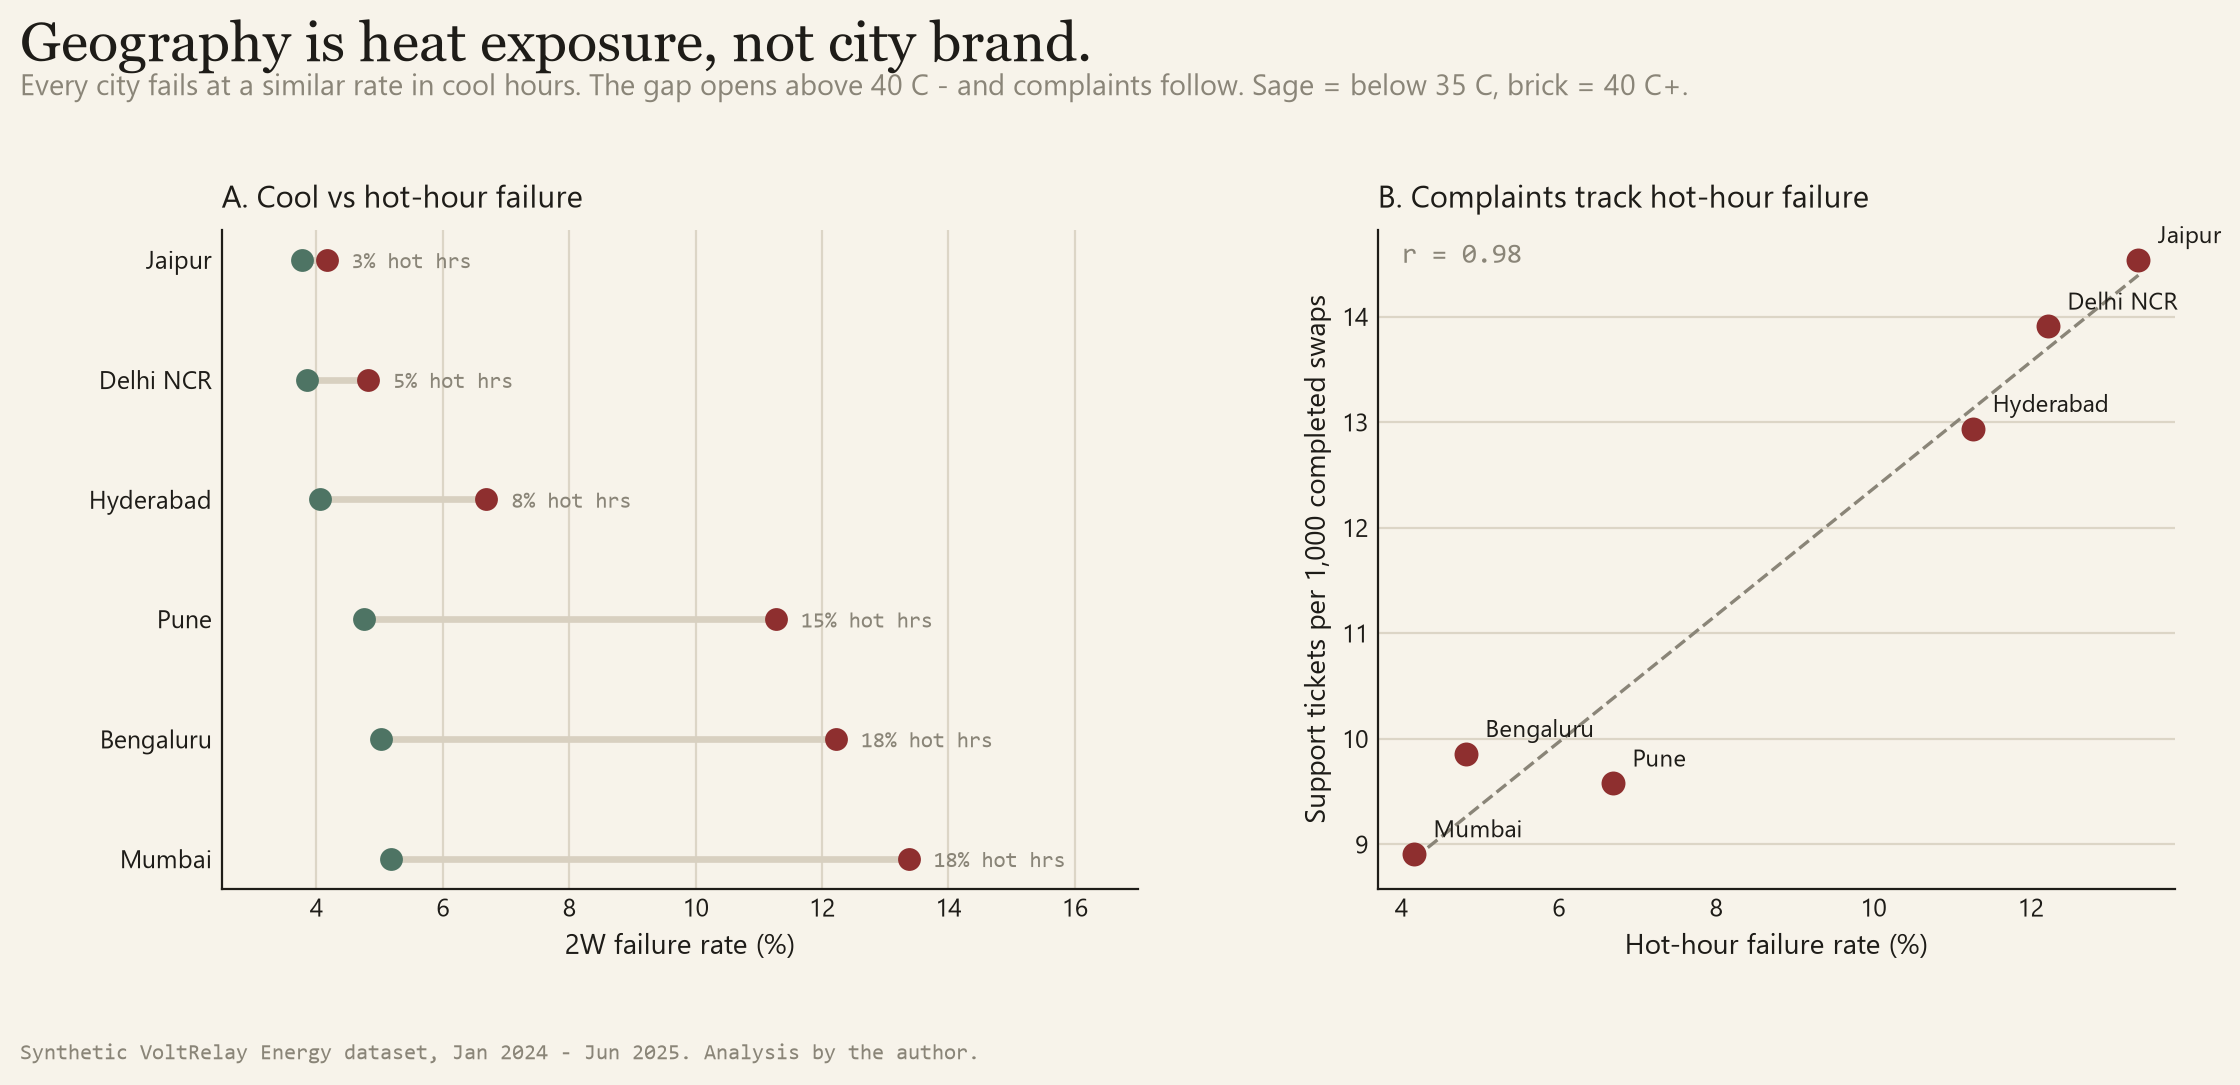 Geography is heat exposure, not city brand.
Every city fails at a similar rate in cool hours. The gap opens above 40 C - and complaints follow. Sage = below 35 C, brick = 40 C+.
A. Cool vs hot-hour failure
Jaipur
3% hot hrs
Delhi NCR
5% hot hrs
Hyderabad
8% hot hrs
Pune
15% hot hrs
Bengaluru
18% hot hrs
Mumbai
18% hot hrs
4 6 8 10 12 14 16
2W failure rate (%)
B. Complaints track hot-hour failure
r = 0.98
Support tickets per 1,000 completed swaps
14
13
12
11
10
9
Jaipur
Delhi NCR
Hyderabad
Bengaluru
Pune
Mumbai
4 6 8 10 12
Hot-hour failure rate (%)
Synthetic VoltRelay Energy dataset, Jan 2024 - Jun 2025. Analysis by the author.